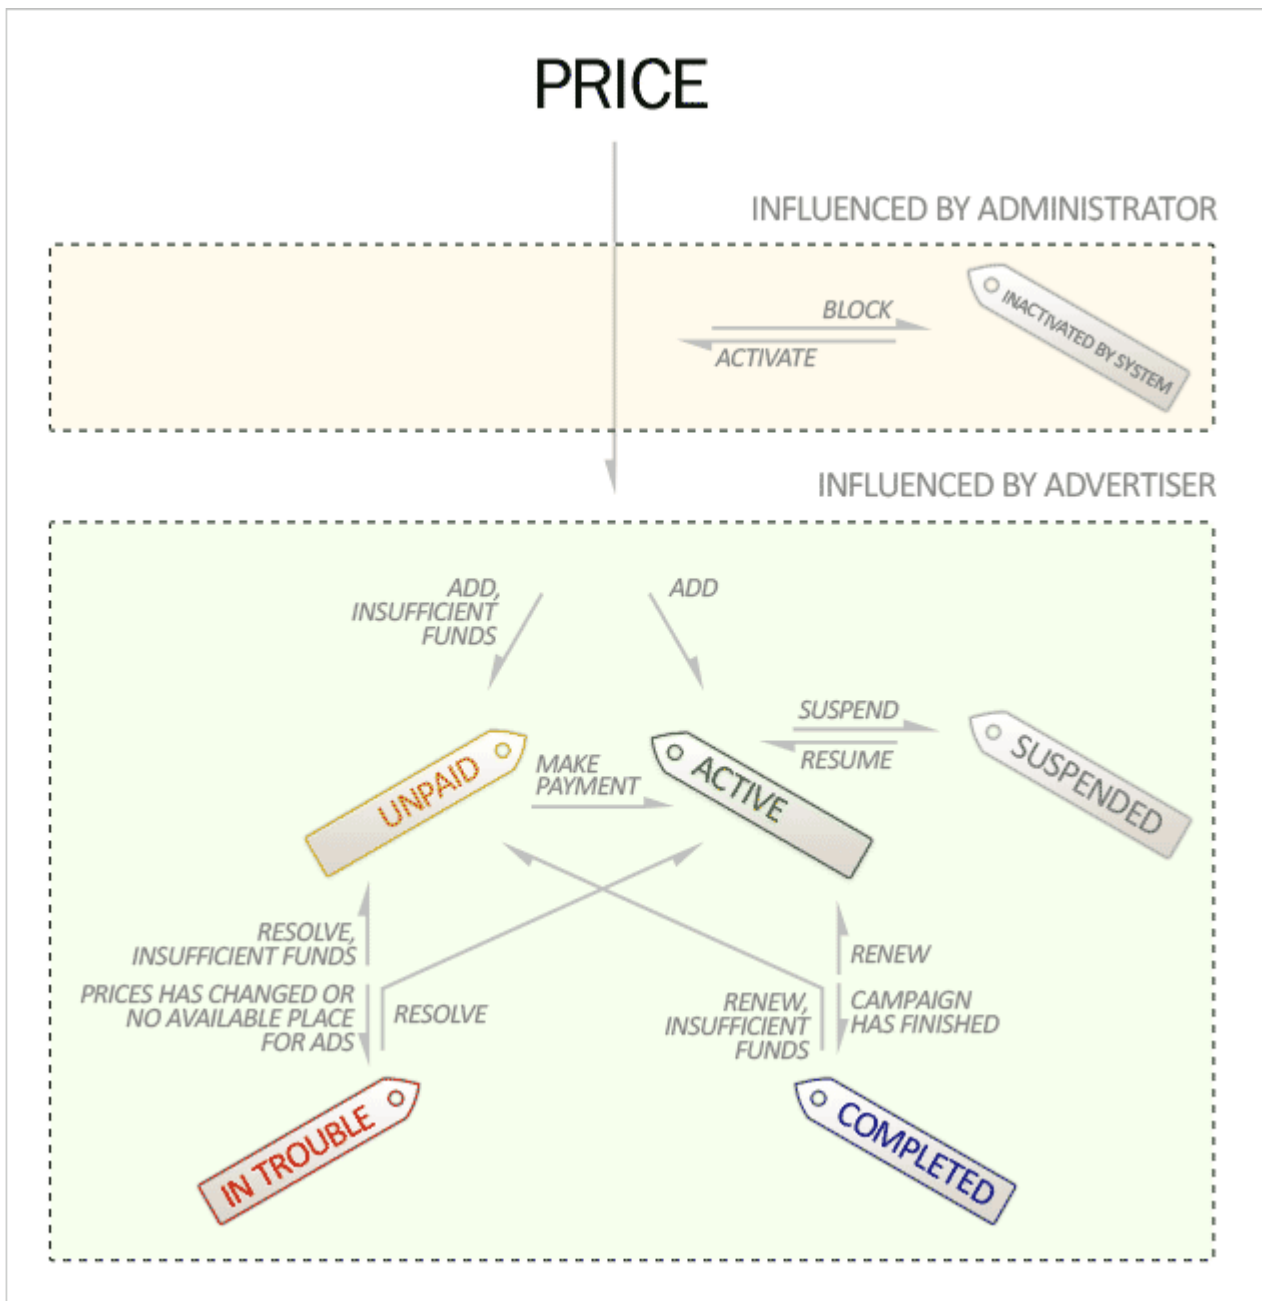 PRICE
INFLUENCED BY ADMINISTRATOR
BLOCK
ACTIVATE
INACTIVATED BY SYSTEM
INFLUENCED BY ADVERTISER
ADD,
INSUFFICIENT
FUNDS
ADD
UNPAID
MAKE
PAYMENT
ACTIVE
SUSPEND
RESUME
SUSPENDED
RESOLVE,
INSUFFICIENT FUNDS
PRICES HAS CHANGED OR
NO AVAILABLE PLACE
FOR ADS
RESOLVE
RENEW,
INSUFFICIENT
FUNDS
RENEW
CAMPAIGN
HAS FINISHED
IN TROUBLE
COMPLETED